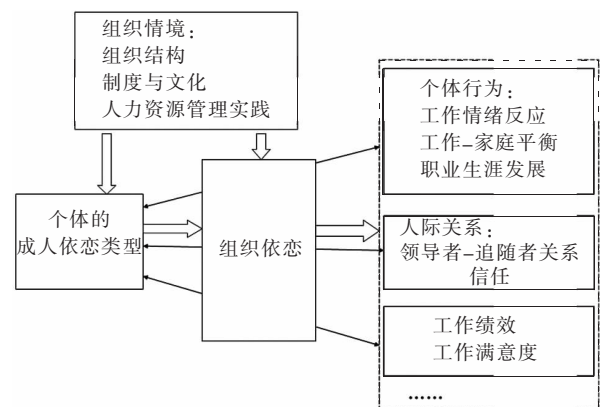 组织情境：
组织结构
制度与文化
人力资源管理实践
个体的
成人依恋类型
组织依恋
个体行为：
工作情绪反应
工作–家庭平衡
职业生涯发展
人际关系：
领导者–追随者关系
信任
工作绩效
工作满意度
……